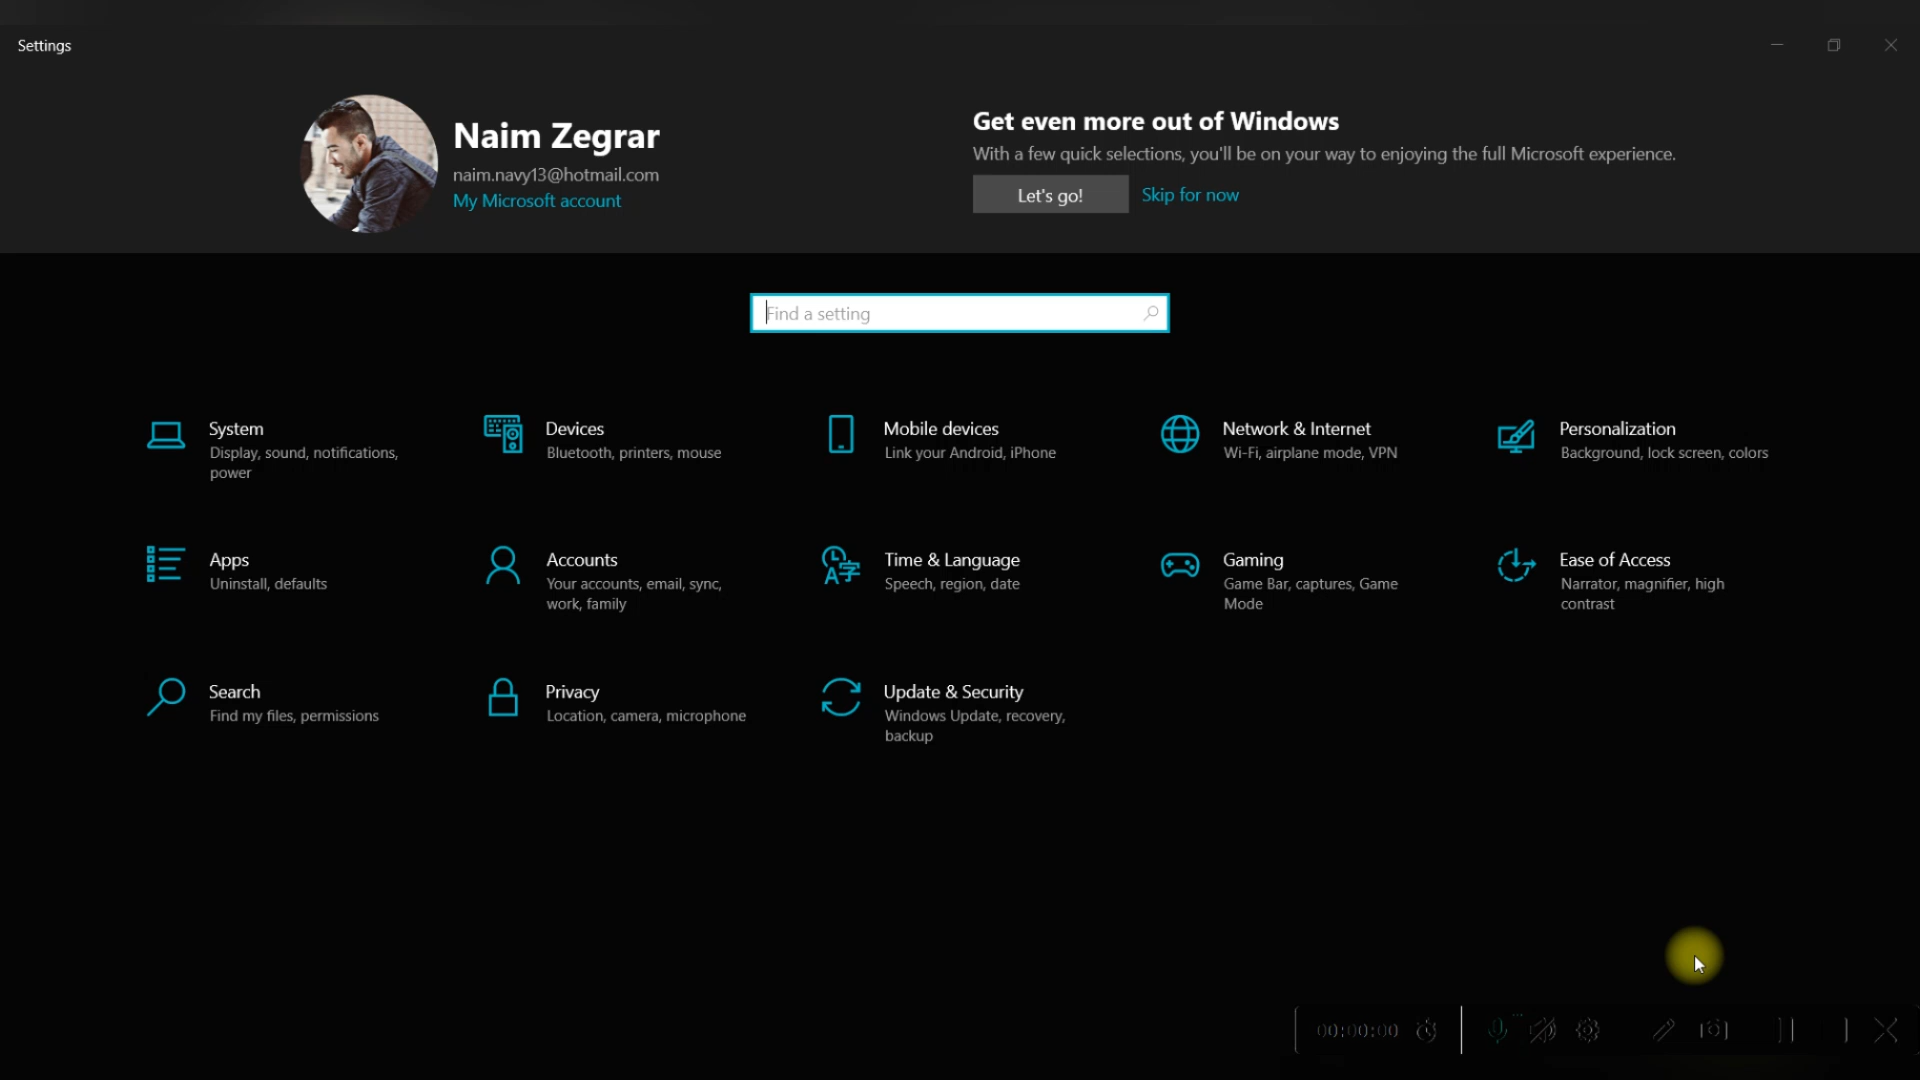 Settings
Naim Zegrar
naim.navy13@hotmail.com
My Microsoft account
Get even more out of Windows
With a few quick selections, you'll be on your way to enjoying the full Microsoft experience.
Let's go!
Skip for now
Find a setting
System
Display, sound, notifications,
power
Devices
Bluetooth, printers, mouse
Mobile devices
Link your Android, iPhone
Network & Internet
Wi-Fi, airplane mode, VPN
Personalization
Background, lock screen, colors
Apps
Uninstall, defaults
Accounts
Your accounts, email, sync,
work, family
Time & Language
Speech, region, date
Gaming
Game Bar, captures, Game
Mode
Ease of Access
Narrator, magnifier, high
contrast
Search
Find my files, permissions
Privacy
Location, camera, microphone
Update & Security
Windows Update, recovery,
backup
00:00:00